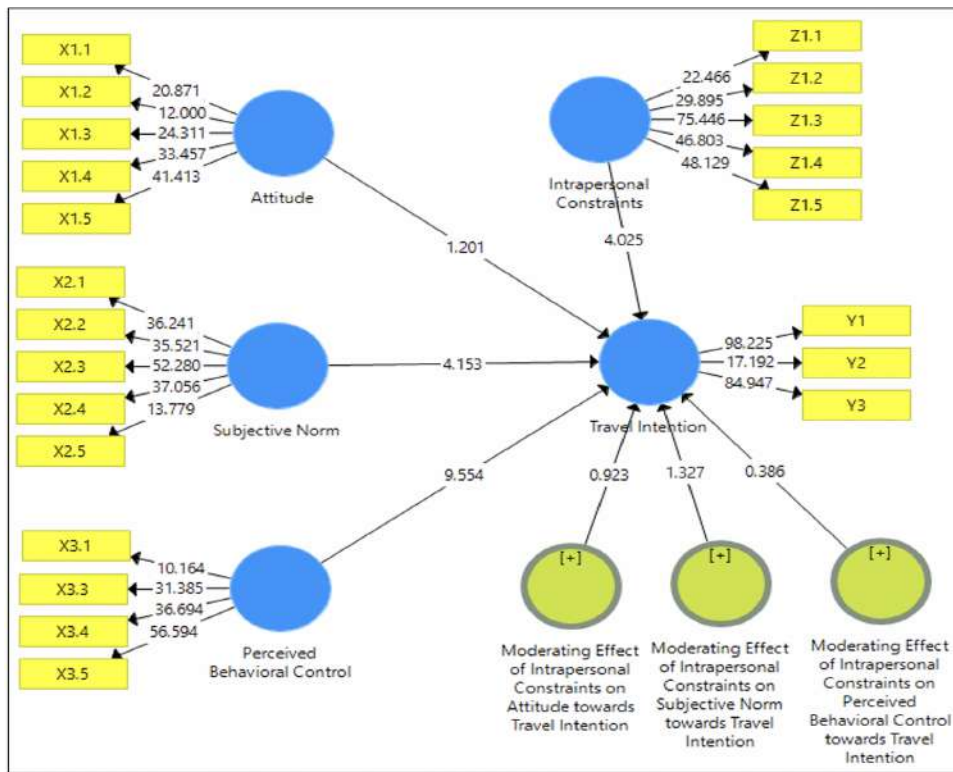 X1.1
X1.2
X1.3
X1.4
X1.5
20.871
12.000
24.311
33.457
41.413
Attitude
Z1.1
Z1.2
Z1.3
Z1.4
Z1.5
22.466
29.895
75.446
46.803
48.129
Intrapersonal
Constraints
1.201
4.025
X2.1
X2.2
X2.3
X2.4
X2.5
36.241
35.521
52.280
37.056
13.779
Subjective Norm
4.153
Y1
Y2
Y3
98.225
17.192
84.947
Travel Intention
9.554
0.923
1.327
0.386
X3.1
X3.3
X3.4
X3.5
10.164
31.385
36.694
56.594
Perceived
Behavioral Control
[+]
[+]
[+]
Moderating Effect
of Intrapersonal
Constraints on
Attitude towards
Travel Intention
Moderating Effect
of Intrapersonal
Constraints on
Subjective Norm
towards Travel
Intention
Moderating Effect
of Intrapersonal
Constraints on
Perceived
Behavioral Control
towards Travel
Intention